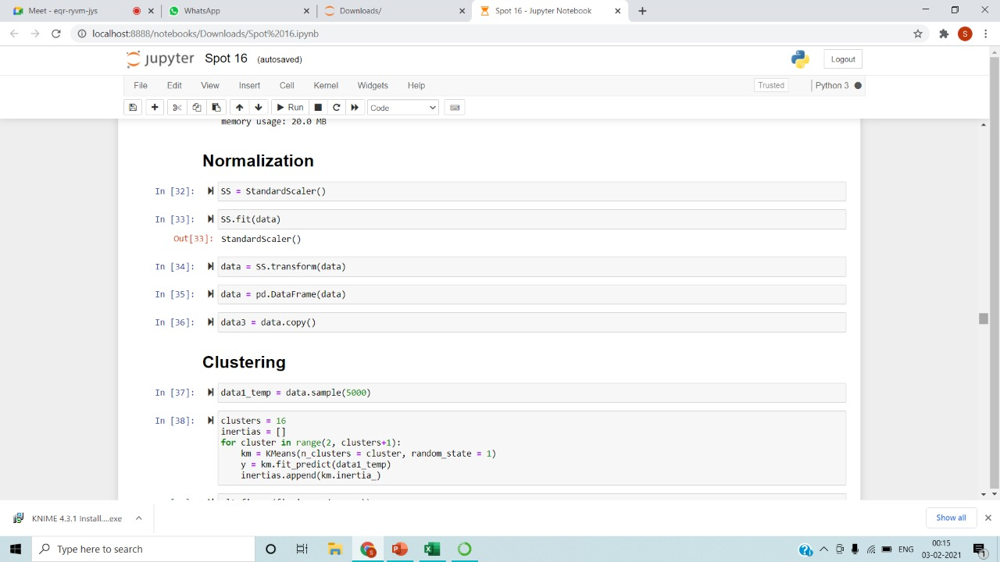 Meet - eqr-ryvm-jys
WhatsApp
Downloads/
Spot 16 - Jupyter Notebook
localhost:8888/notebooks/Downloads/Spot%2016.ipynb
S
jupyter Spot 16 (autosaved)
Logout
File Edit View Insert Cell Kernel Widgets Help
Trusted
Python 3
Run
Code
memory usage: 20.0 MB
Normalization
In [32]: SS = StandardScaler()
In [33]: SS.fit(data)
Out[33]: StandardScaler()
In [34]: data = SS.transform(data)
In [35]: data = pd.DataFrame(data)
In [36]: data3 = data.copy()
Clustering
In [37]: data1_temp = data.sample(5000)
In [38]: clusters = 16
inertias = []
for cluster in range(2, clusters+1):
    km = KMeans(n_clusters = cluster, random_state = 1)
    y = km.fit_predict(data1_temp)
    inertias.append(km.inertia_)
KNIME 4.3.1 Install....exe
Show all
Type here to search
ENG
00:15
03-02-2021
1